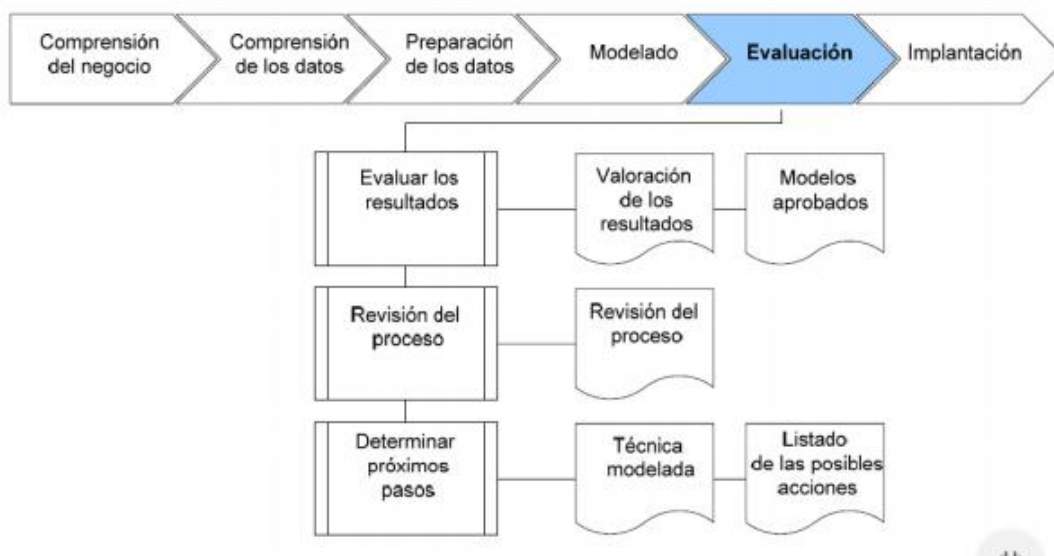 Comprensión
del negocio
Comprensión
de los datos
Preparación
de los datos
Modelado
Evaluación
Implantación
Evaluar los
resultados
Valoración
de los
resultados
Modelos
aprobados
Revisión del
proceso
Revisión del
proceso
Determinar
próximos
pasos
Técnica
modelada
Listado
de las posibles
acciones